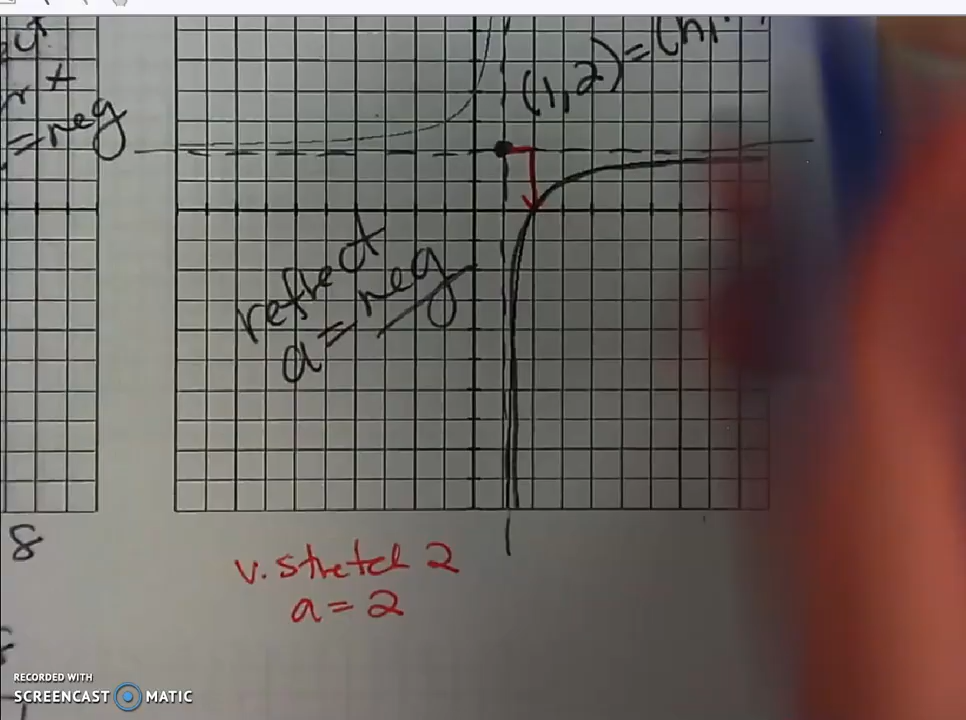 = neg
(1, 2) = (h,
reflect
a = neg
8
v. stretch 2
a = 2
RECORDED WITH
SCREENCAST MATIC